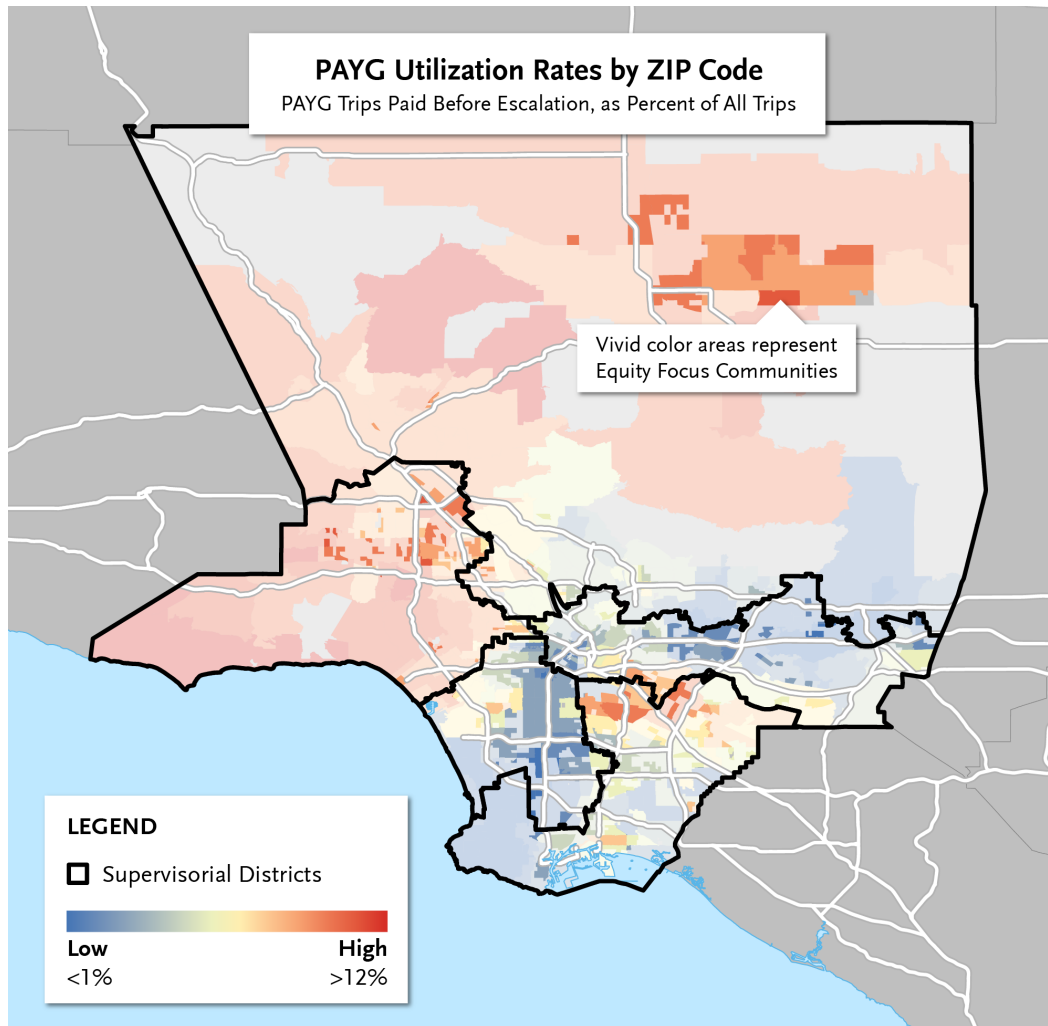 PAYG Utilization Rates by ZIP Code
PAYG Trips Paid Before Escalation, as Percent of All Trips
Vivid color areas represent
Equity Focus Communities
LEGEND
Supervisorial Districts
Low
High
<1%
>12%